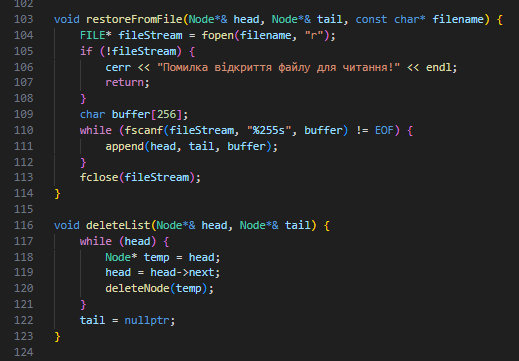 102
103 void restoreFromFile(Node*& head, Node*& tail, const char* filename) {
104     FILE* fileStream = fopen(filename, "r");
105     if (!fileStream) {
106         cerr << "Помилка відкриття файлу для читання!" << endl;
107         return;
108     }
109     char buffer[256];
110     while (fscanf(fileStream, "%255s", buffer) != EOF) {
111         append(head, tail, buffer);
112     }
113     fclose(fileStream);
114 }
115
116 void deleteList(Node*& head, Node*& tail) {
117     while (head) {
118         Node* temp = head;
119         head = head->next;
120         deleteNode(temp);
121     }
122     tail = nullptr;
123 }
124